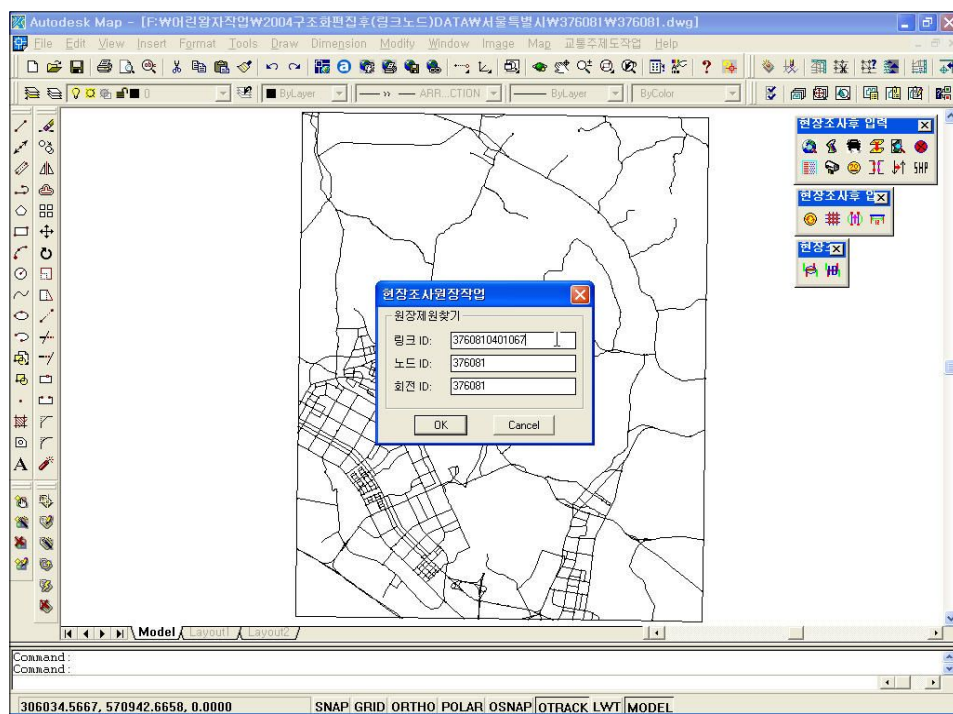 Autodesk Map - [F:\어린왕자작업\2004구조화편집후(링크노드)DATA\서울특별시\376081\376081.dwg]
File Edit View Insert Format Tools Draw Dimension Modify Window Image Map 교통주제도작업 Help
0 ByLayer ARR...CTION ByLayer ByColor
현장조사후 입력
SHP
현장조사후 입
현장조
현장조사원장작업
원장제원찾기
링크 ID: 3760810401067
노드 ID: 376081
회전 ID: 376081
OK Cancel
A
Model Layout1 Layout2
Command:
Command:
306034.5667, 570942.6658, 0.0000 SNAP GRID ORTHO POLAR OSNAP OTRACK LWT MODEL